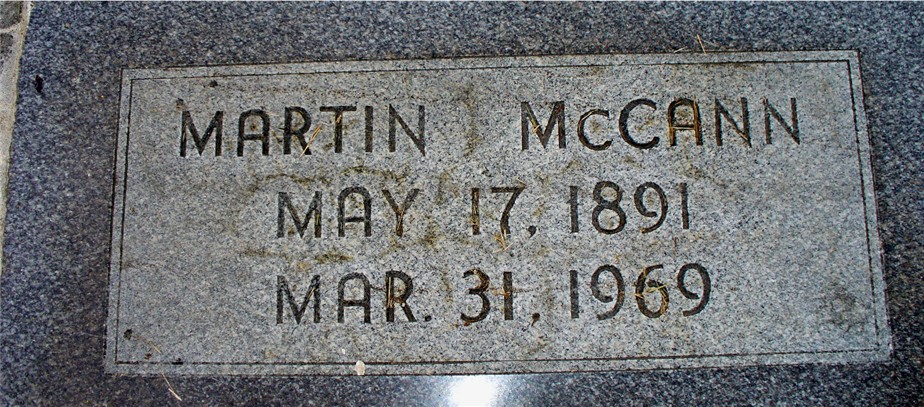 MARTIN McCANN
MAY 17, 1891
MAR. 31, 1969